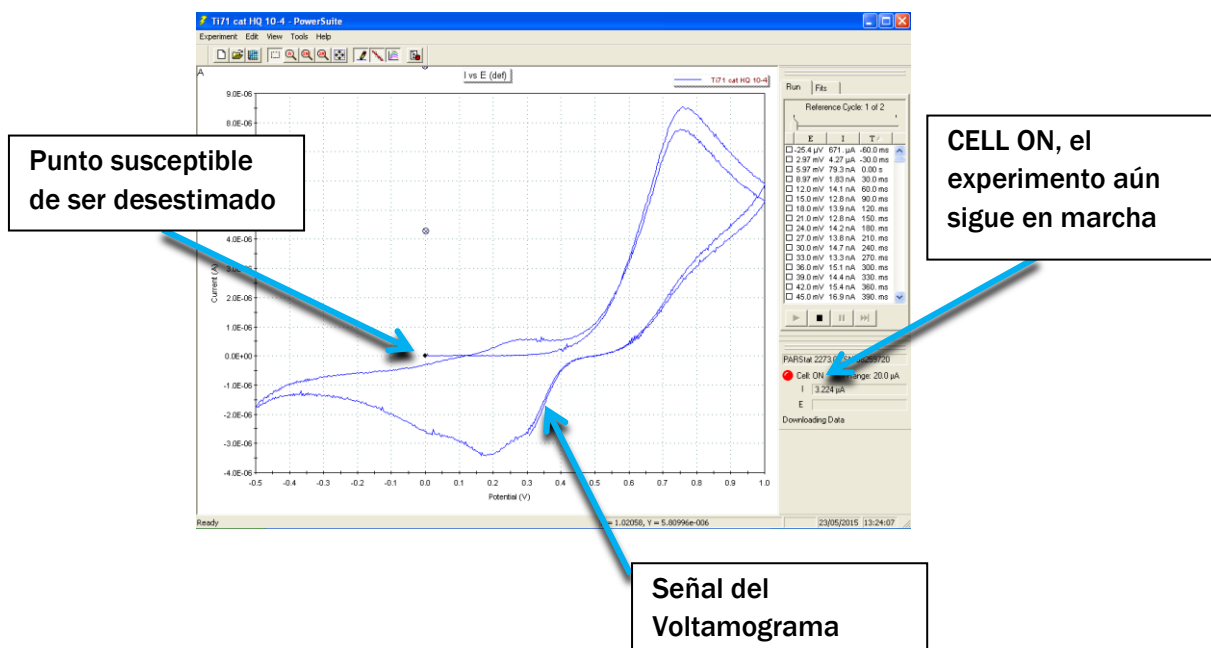 Ti71 cat HQ 10-4 - PowerSuite
Experiment Edit View Tools Help
A
I vs E (def)
Ti71 cat HQ 10-4
9.0E-06
8.0E-06
4.0E-06
3.0E-06
2.0E-06
1.0E-06
0.0E+00
-1.0E-06
-2.0E-06
-3.0E-06
-4.0E-06
Current (A)
-0.5 -0.4 -0.3 -0.2 -0.1 0.0 0.1 0.2 0.3 0.4 0.5 0.6 0.7 0.8 0.9 1.0
Potential (V)
Run Fits
Reference Cycle: 1 of 2
E I T
-25.4 µV 671. µA -60.0 ms
2.97 mV 4.27 µA -30.0 ms
5.97 mV 79.3 nA 0.00 s
8.97 mV 1.83 nA 30.0 ms
12.0 mV 14.1 nA 60.0 ms
15.0 mV 12.8 nA 90.0 ms
18.0 mV 13.9 nA 120. ms
21.0 mV 12.8 nA 150. ms
24.0 mV 14.2 nA 180. ms
27.0 mV 13.8 nA 210. ms
30.0 mV 14.7 nA 240. ms
33.0 mV 13.3 nA 270. ms
36.0 mV 15.1 nA 300. ms
39.0 mV 14.4 nA 330. ms
42.0 mV 15.4 nA 360. ms
45.0 mV 16.9 nA 390. ms
PARStat 2273
Cell: ON Range: 20.0 µA
I 3.224 µA
E
Downloading Data
Ready
= 1.02058, Y = 5.80996e-006
23/05/2015 13:24:07
Punto susceptible
de ser desestimado
CELL ON, el
experimento aún
sigue en marcha
Señal del
Voltamograma